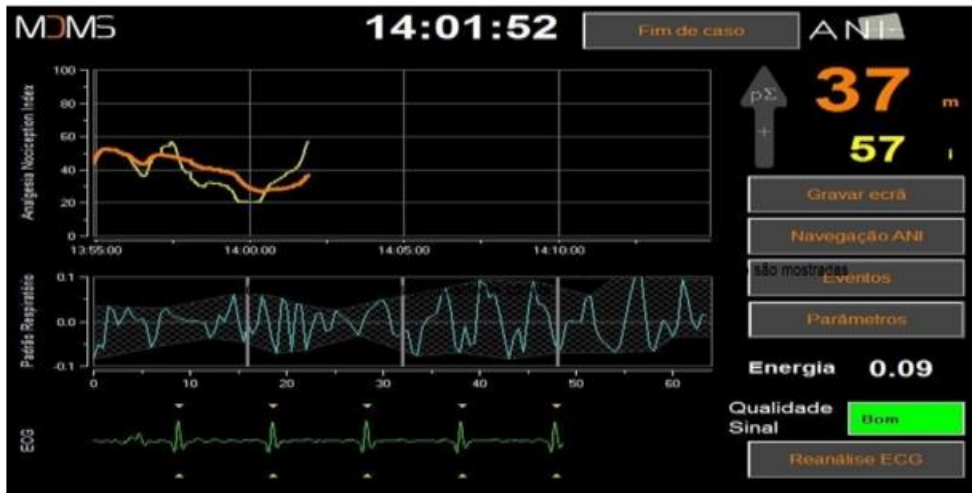 MDMS 14:01:52 Fim de caso ANI
pΣ 37 m
+ 57 i
Analgesia Nociception Index
100
80
60
40
20
0
13:55:00 14:00:00 14:05:00 14:10:00
Gravar ecrã
Navegação ANI
são mostradas
Eventos
Parâmetros
Padrão Respiratório
0.1
0.0
-0.1
0 10 20 30 40 50 60
Energia 0.09
Qualidade
Sinal
Bom
ECG
Reanálise ECG